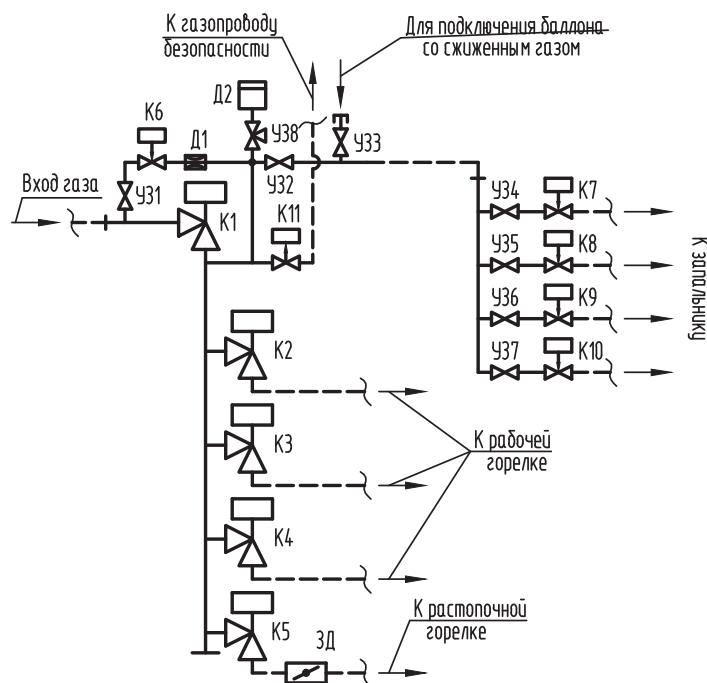 К газопроводу
безопасности
Для подключения баллона
со сжиженным газом
Д2
К6
Д1
УЗ8
УЗ3
Вход газа
УЗ1
К1
УЗ2
К11
УЗ4
К7
УЗ5
К8
УЗ6
К9
УЗ7
К10
К запальнику
К2
К3
К рабочей
горелке
К4
К5
ЗД
К растопочной
горелке